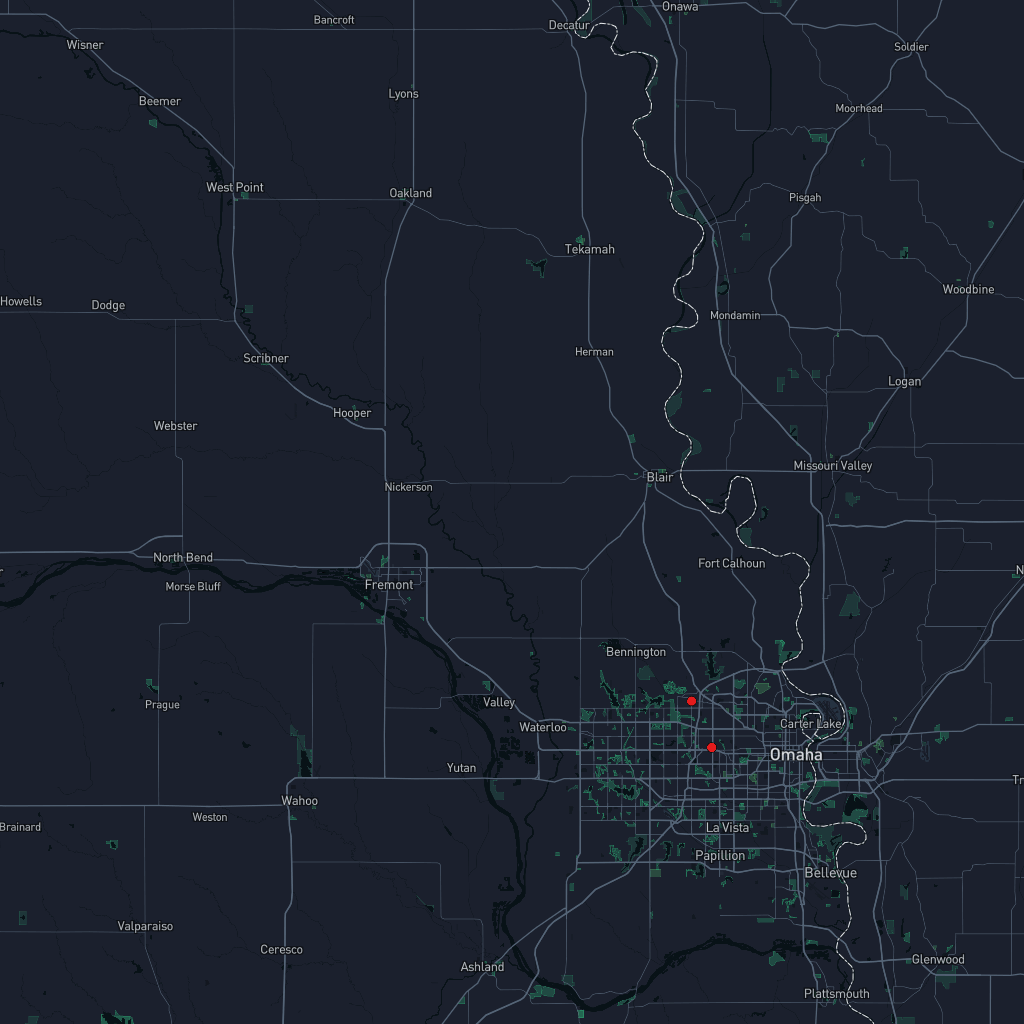 Onawa
Bancroft
Decatur
Wisner
Soldier
Lyons
Beemer
Moorhead
West Point
Oakland
Pisgah
Tekamah
Woodbine
Howells
Dodge
Mondamin
Herman
Scribner
Logan
Hooper
Webster
Missouri Valley
Blair
Nickerson
North Bend
Fort Calhoun
N
Morse Bluff
Fremont
Bennington
Prague
Valley
Carter Lake
Waterloo
Omaha
Yutan
Tr
Wahoo
Weston
Brainard
La Vista
Papillion
Bellevue
Valparaiso
Ceresco
Glenwood
Ashland
Plattsmouth